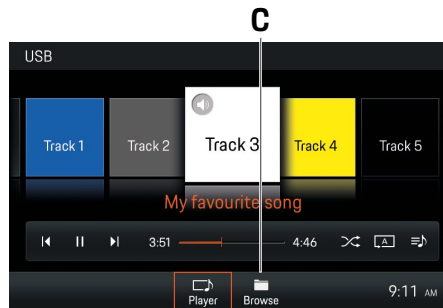 C
USB
Track 1 Track 2 Track 3 Track 4 Track 5
My favourite song
3:51 4:46 A
Player Browse 9:11 AM